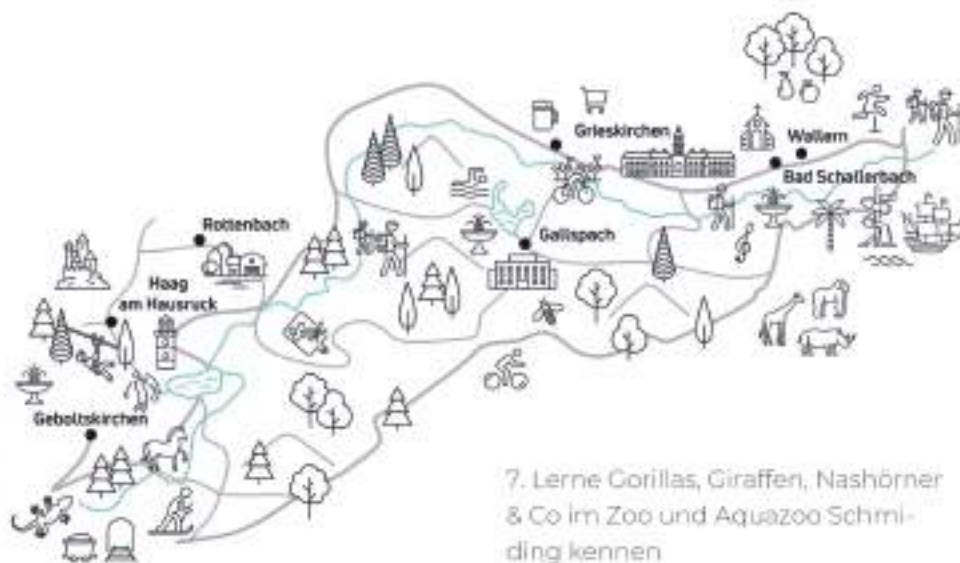 Grieskirchen
Wallern
Bad Schallerbach
Rottenbach
Gallspach
Haag
am Hausruck
Geboltskirchen
7. Lerne Gorillas, Giraffen, Nashörner
& Co im Zoo und Aquazoo Schmi-
ding kennen